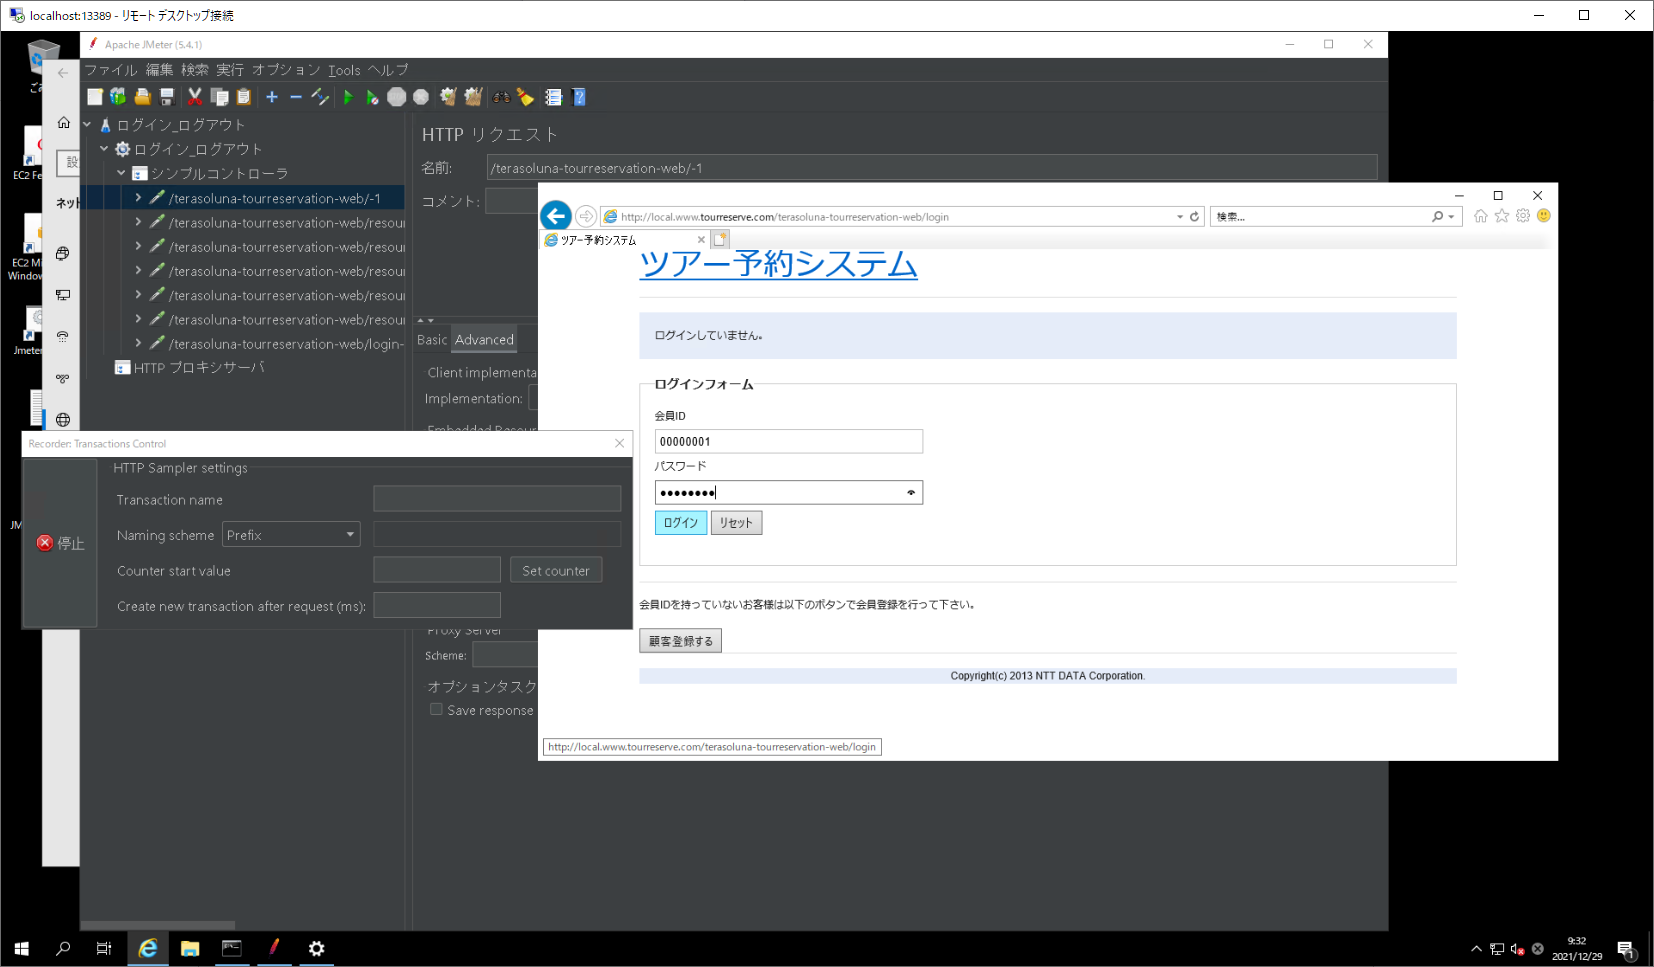 localhost:13389 - リモート デスクトップ接続
Apache JMeter (5.4.1)
ファイル 編集 検索 実行 オプション Tools ヘルプ
ログイン_ログアウト
ログイン_ログアウト
シンプルコントローラ
/terasoluna-tourreservation-web/-1
/terasoluna-tourreservation-web/resour
/terasoluna-tourreservation-web/resour
/terasoluna-tourreservation-web/resour
/terasoluna-tourreservation-web/resour
/terasoluna-tourreservation-web/resour
/terasoluna-tourreservation-web/login-
HTTP プロキシサーバ
HTTP リクエスト
名前:
/terasoluna-tourreservation-web/-1
コメント:
Basic
Advanced
Client implementa
Implementation:
Embedded Resour
Proxy Server
Scheme:
オプションタスク
Save response
EC2 Fe
EC2 Mi
Window
Jmeter
JM
設
ネット
Recorder: Transactions Control
停止
HTTP Sampler settings
Transaction name
Naming scheme
Prefix
Counter start value
Set counter
Create new transaction after request (ms):
http://local.www.tourreserve.com/terasoluna-tourreservation-web/login
検索...
ツアー予約システム
ツアー予約システム
ログインしていません。
ログインフォーム
会員ID
00000001
パスワード
ログイン
リセット
会員IDを持っていないお客様は以下のボタンで会員登録を行って下さい。
顧客登録する
Copyright(c) 2013 NTT DATA Corporation.
http://local.www.tourreserve.com/terasoluna-tourreservation-web/login
9:32
2021/12/29
1